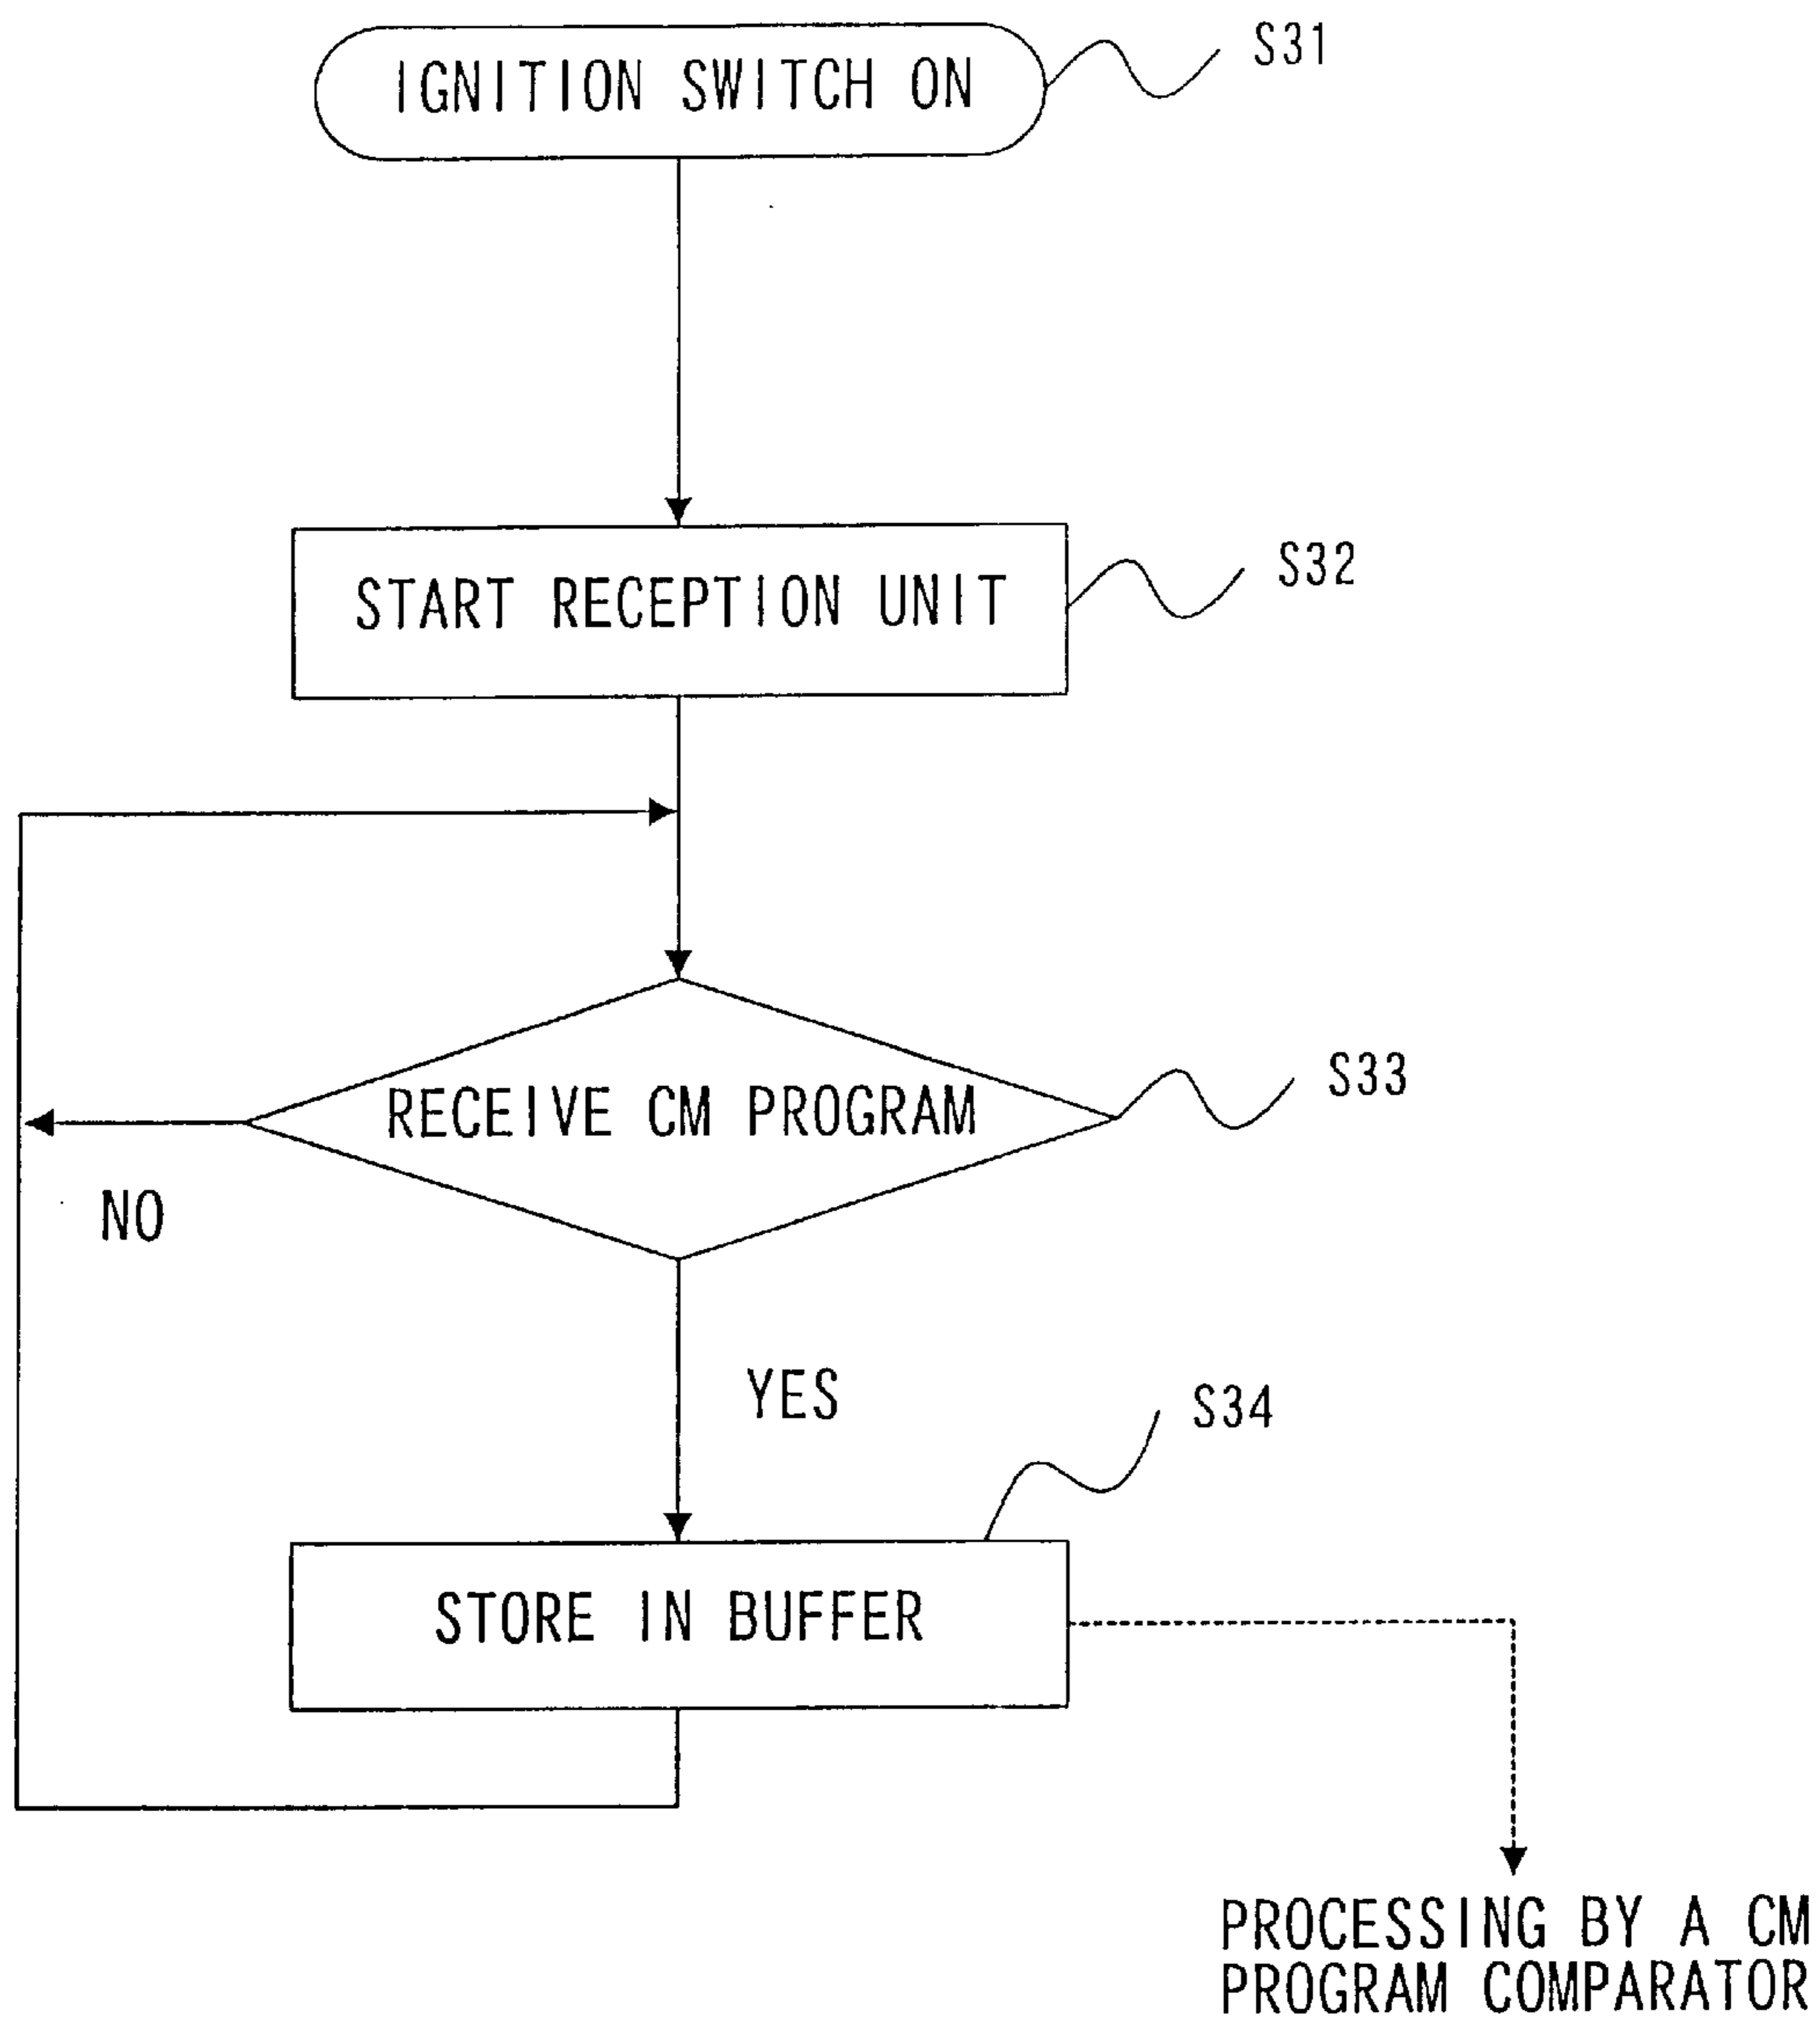 IGNITION SWITCH ON
S31
START RECEPTION UNIT
S32
RECEIVE CM PROGRAM
S33
NO
YES
S34
STORE IN BUFFER
PROCESSING BY A CM
PROGRAM COMPARATOR